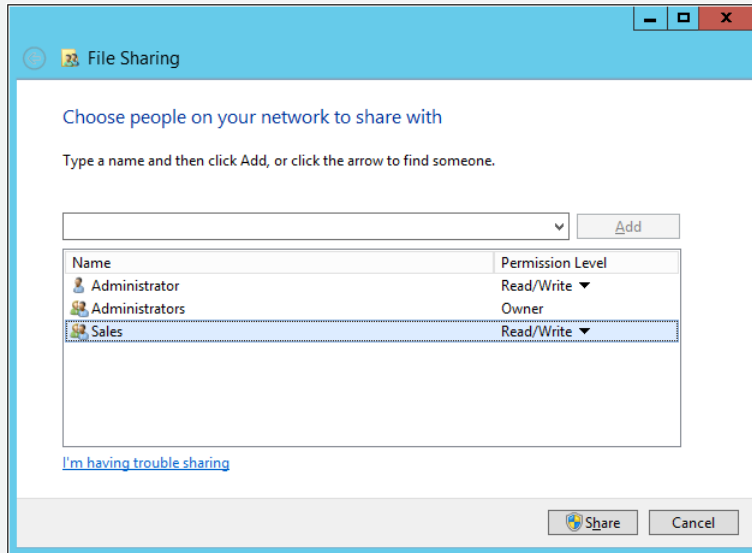 File Sharing
Choose people on your network to share with
Type a name and then click Add, or click the arrow to find someone.
Add
Name Permission Level
Administrator Read/Write
Administrators Owner
Sales Read/Write
I'm having trouble sharing
Share Cancel